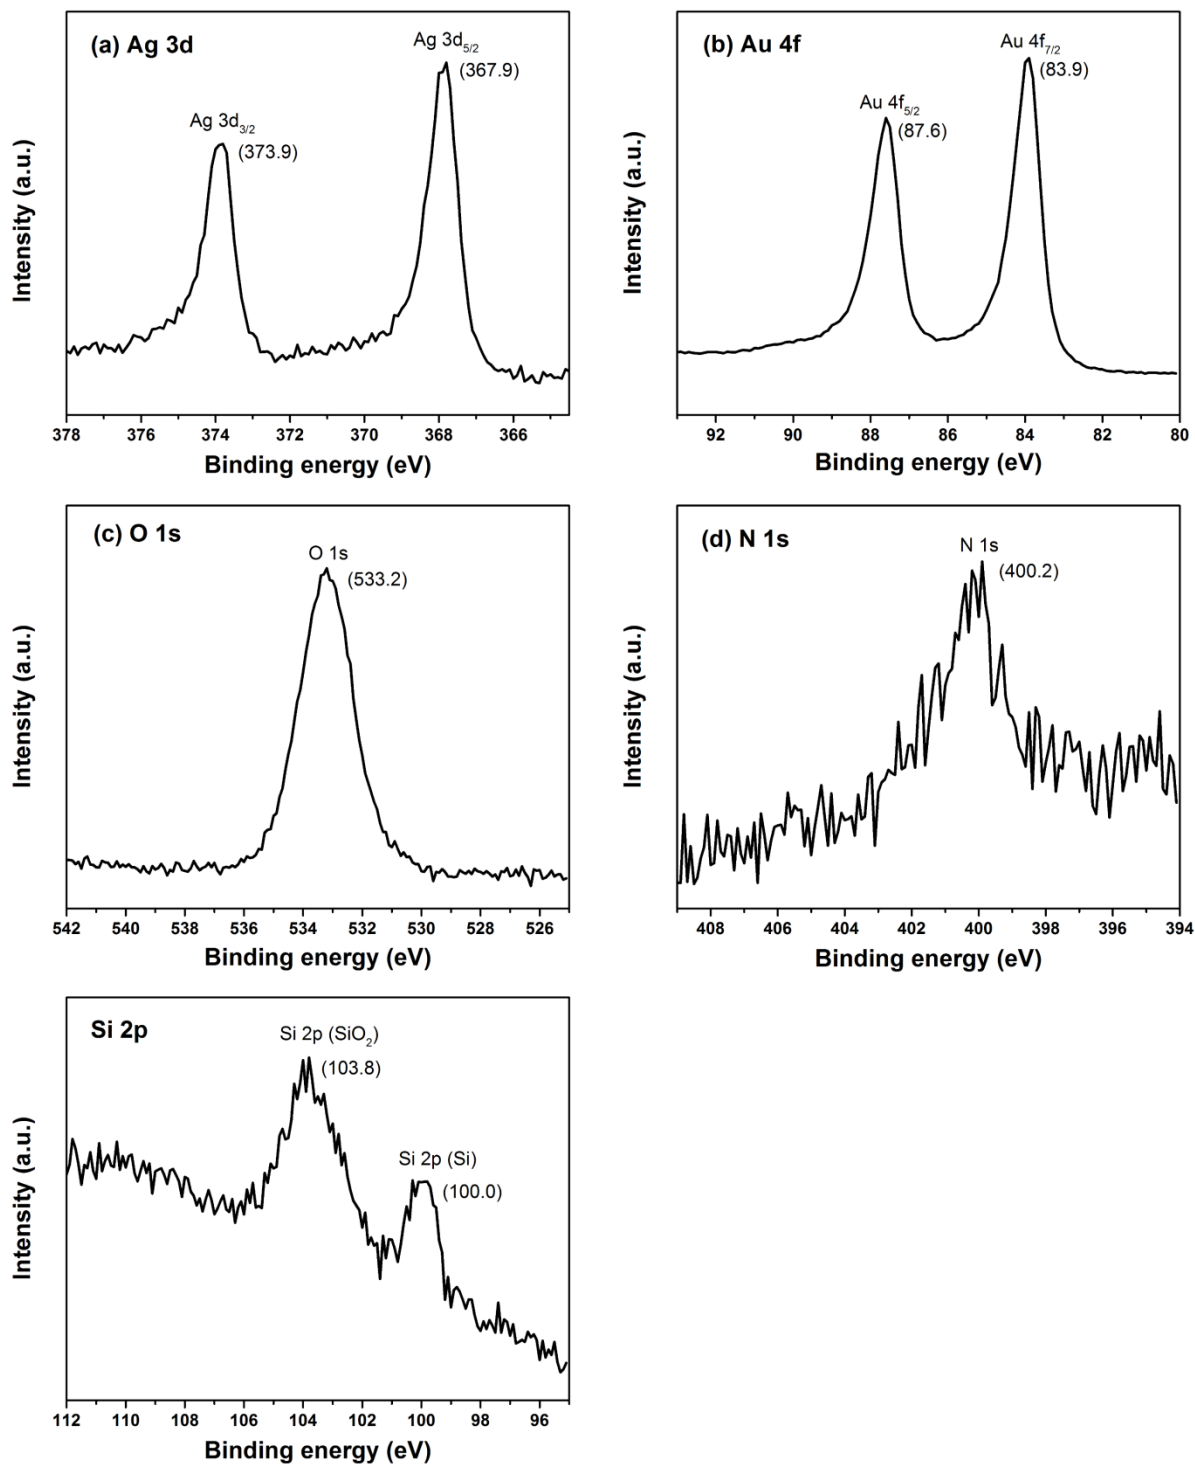 (a) Ag 3d
Ag 3d5/2
(367.9)
Ag 3d3/2
(373.9)
Intensity (a.u.)
378 376 374 372 370 368 366
Binding energy (eV)
(b) Au 4f
Au 4f7/2
(83.9)
Au 4f5/2
(87.6)
Intensity (a.u.)
92 90 88 86 84 82 80
Binding energy (eV)
(c) O 1s
O 1s
(533.2)
Intensity (a.u.)
542 540 538 536 534 532 530 528 526
Binding energy (eV)
(d) N 1s
N 1s
(400.2)
Intensity (a.u.)
408 406 404 402 400 398 396 394
Binding energy (eV)
Si 2p
Si 2p (SiO2)
(103.8)
Si 2p (Si)
(100.0)
Intensity (a.u.)
112 110 108 106 104 102 100 98 96
Binding energy (eV)